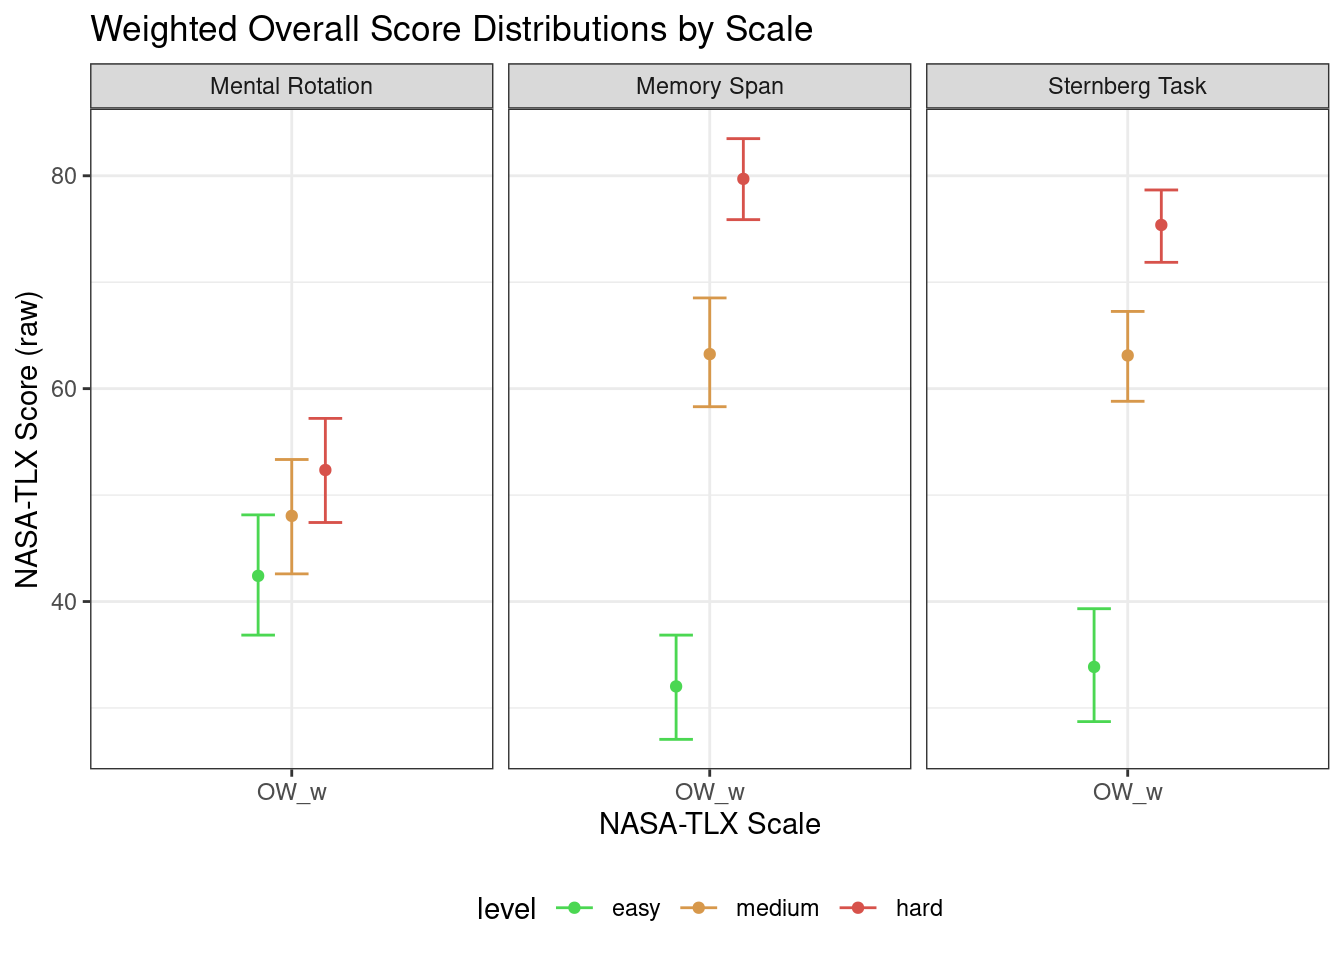 Weighted Overall Score Distributions by Scale
Mental Rotation
Memory Span
Sternberg Task
NASA-TLX Score (raw)
80
60
40
OW_w
OW_w
OW_w
NASA-TLX Scale
level easy medium hard